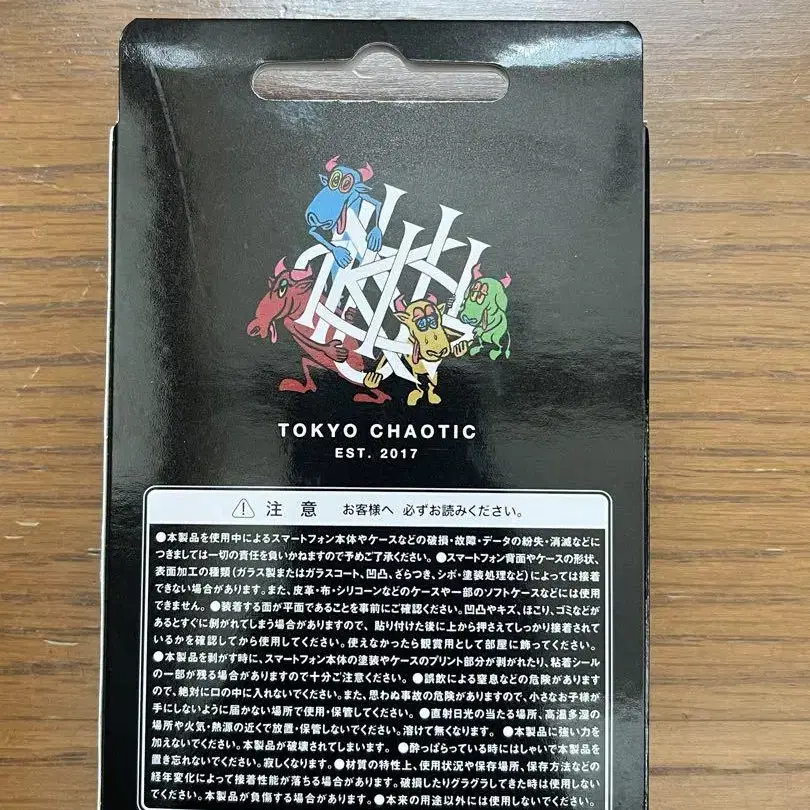 TOKYO CHAOTIC
EST. 2017
注意 お客様へ 必ずお読みください。
●本製品を使用中によるスマートフォン本体やケースなどの破損・故障・データの紛失・消滅などに
つきましては一切の責任を負いかねますので予めご了承ください。●スマートフォン背面やケースの形状、
表面加工の種類(ガラス製またはガラスコート、凹凸、ざらつき、シボ・塗装処理など)によっては接着
できない場合があります。また、皮革・布・シリコーンなどのケースや一部のソフトケースなどには使用
できません。●装着する面が平面であることを事前にご確認ください。凹凸やキズ、ほこり、ゴミなどが
あるとすぐに剥がれてしまう場合がありますので、貼り付けた後に上から押さえてしっかり接着されて
いるかを確認してから使用してください。使えなかったら観賞用として部屋に飾ってください。
●本製品を剥がす時に、スマートフォン本体の塗装やケースのプリント部分が剥がれたり、粘着シール
の一部が残る場合がありますので十分ご注意ください。●誤飲による窒息などの危険があります
ので、絶対に口の中に入れないでください。また、思わぬ事故の危険がありますので、小さなお子様が
手にしないように届かない場所で使用・保管してください。●直射日光の当たる場所、高温多湿の
場所や火気・熱源の近くで放置・保管しないでください。溶けて無くなります。●本製品に強い力を
加えないでください。本製品が破壊されてしまいます。●酔っぱらっている時にはしゃいで本製品を
置き忘れないでください。寂しくなります。●材質の特性上、使用状況や保存場所、保存方法などの
経年変化によって接着性能が落ちる場合があります。破損したりグラグラしてきた時は使用しない
でください。本製品が負傷する場合があります。●本来の用途以外には使用しないでください。